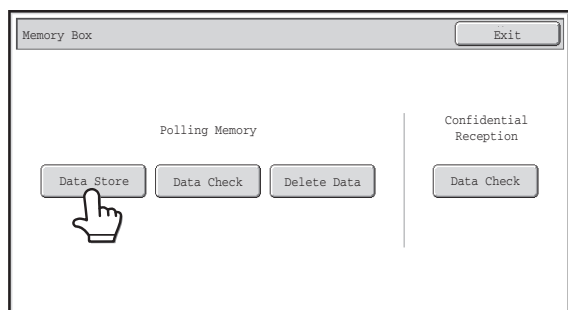 Memory Box
Exit
Polling Memory
Data Store
Data Check
Delete Data
Confidential
Reception
Data Check